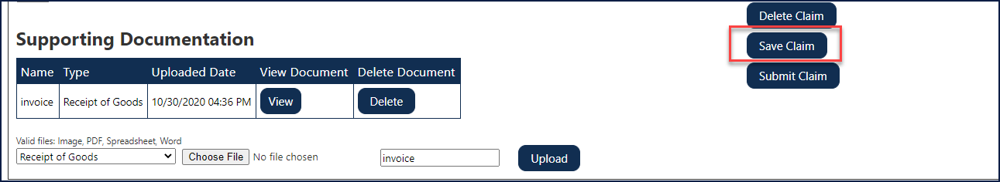 Delete Claim
Supporting Documentation
Save Claim
Name Type Uploaded Date View Document Delete Document
Submit Claim
invoice Receipt of Goods 10/30/2020 04:36 PM View Delete
Valid files: Image, PDF, Spreadsheet, Word
Receipt of Goods Choose File No file chosen invoice Upload